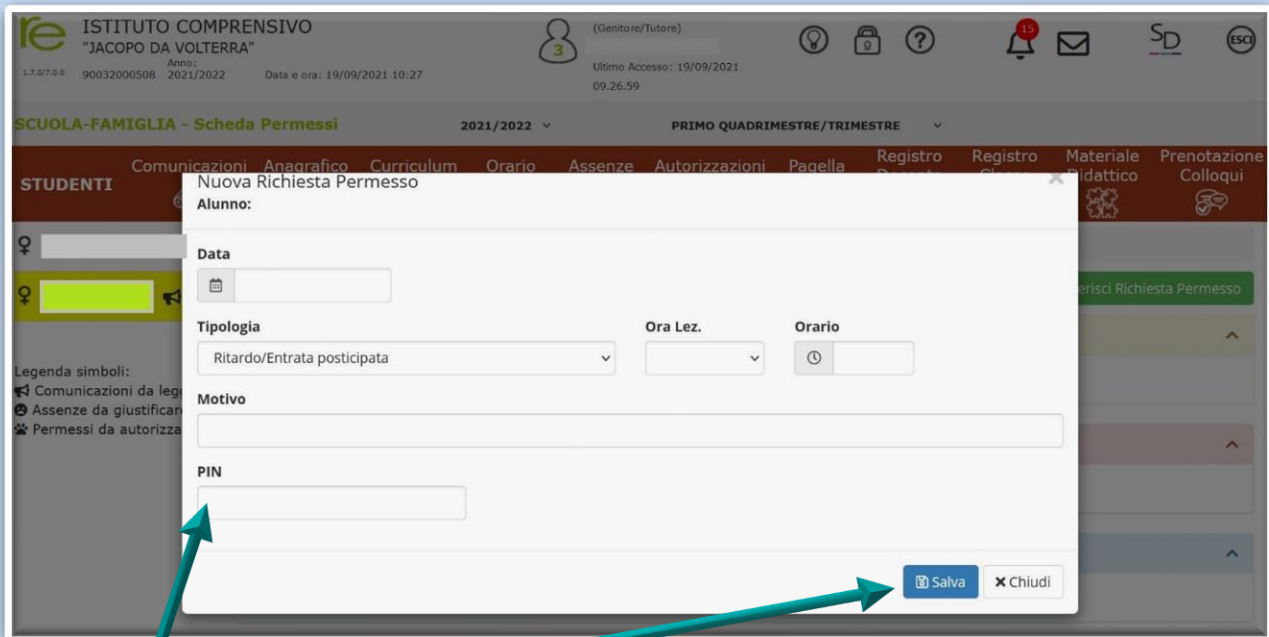 re
ISTITUTO COMPRENSIVO
"JACOPO DA VOLTERRA"
Anno:
1.7.0/7.0.0 90032000508 2021/2022 Data e ora: 19/09/2021 10:27
3
(Genitore/Tutore)
Ultimo Accesso: 19/09/2021
09.26.59
15
SD
ESCI
SCUOLA-FAMIGLIA - Scheda Permessi 2021/2022 PRIMO QUADRIMESTRE/TRIMESTRE
STUDENTI Comunicazioni Anagrafico Curriculum Orario Assenze Autorizzazioni Pagella Registro Registro Materiale Didattico Prenotazione Colloqui
Nuova Richiesta Permesso
Alunno:
Data
erisci Richiesta Permesso
Tipologia Ora Lez. Orario
Ritardo/Entrata posticipata
Legenda simboli:
Comunicazioni da legg
Assenze da giustificar
Permessi da autorizza
Motivo
PIN
Salva Chiudi